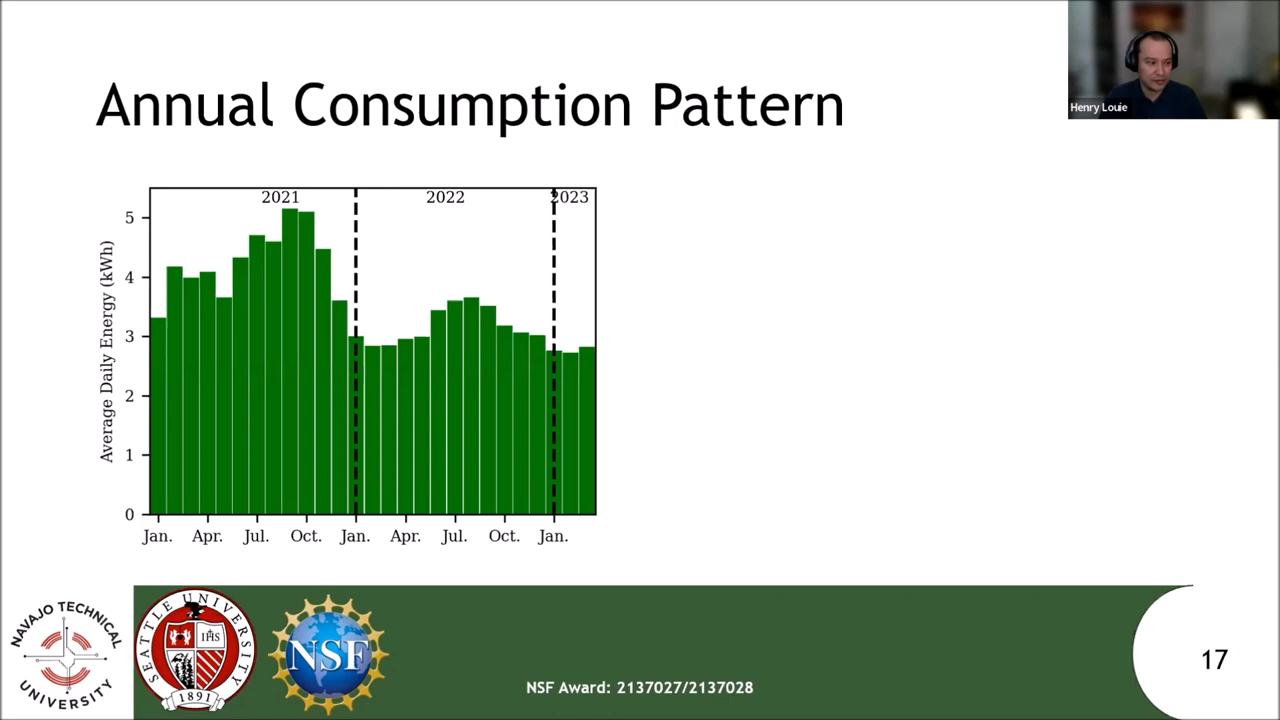 Annual Consumption Pattern
Henry Louie
2021 2022 2023
Average Daily Energy (kWh)
5
4
3
2
1
0
Jan. Apr. Jul. Oct. Jan. Apr. Jul. Oct. Jan.
NAVAJO TECHNICAL UNIVERSITY
SEATTLE UNIVERSITY
IHS
1891
NSF
NSF Award: 2137027/2137028
17